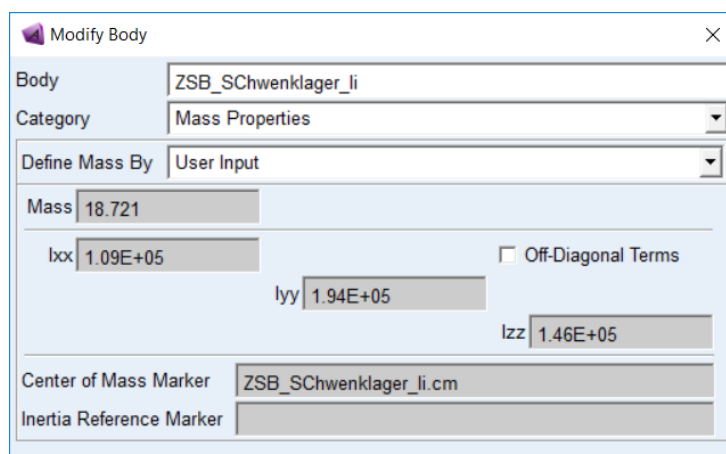 Modify Body
Body ZSB_SChwenklager_li
Category Mass Properties
Define Mass By User Input
Mass 18.721
Ixx 1.09E+05 Off-Diagonal Terms
Iyy 1.94E+05
Izz 1.46E+05
Center of Mass Marker ZSB_SChwenklager_li.cm
Inertia Reference Marker